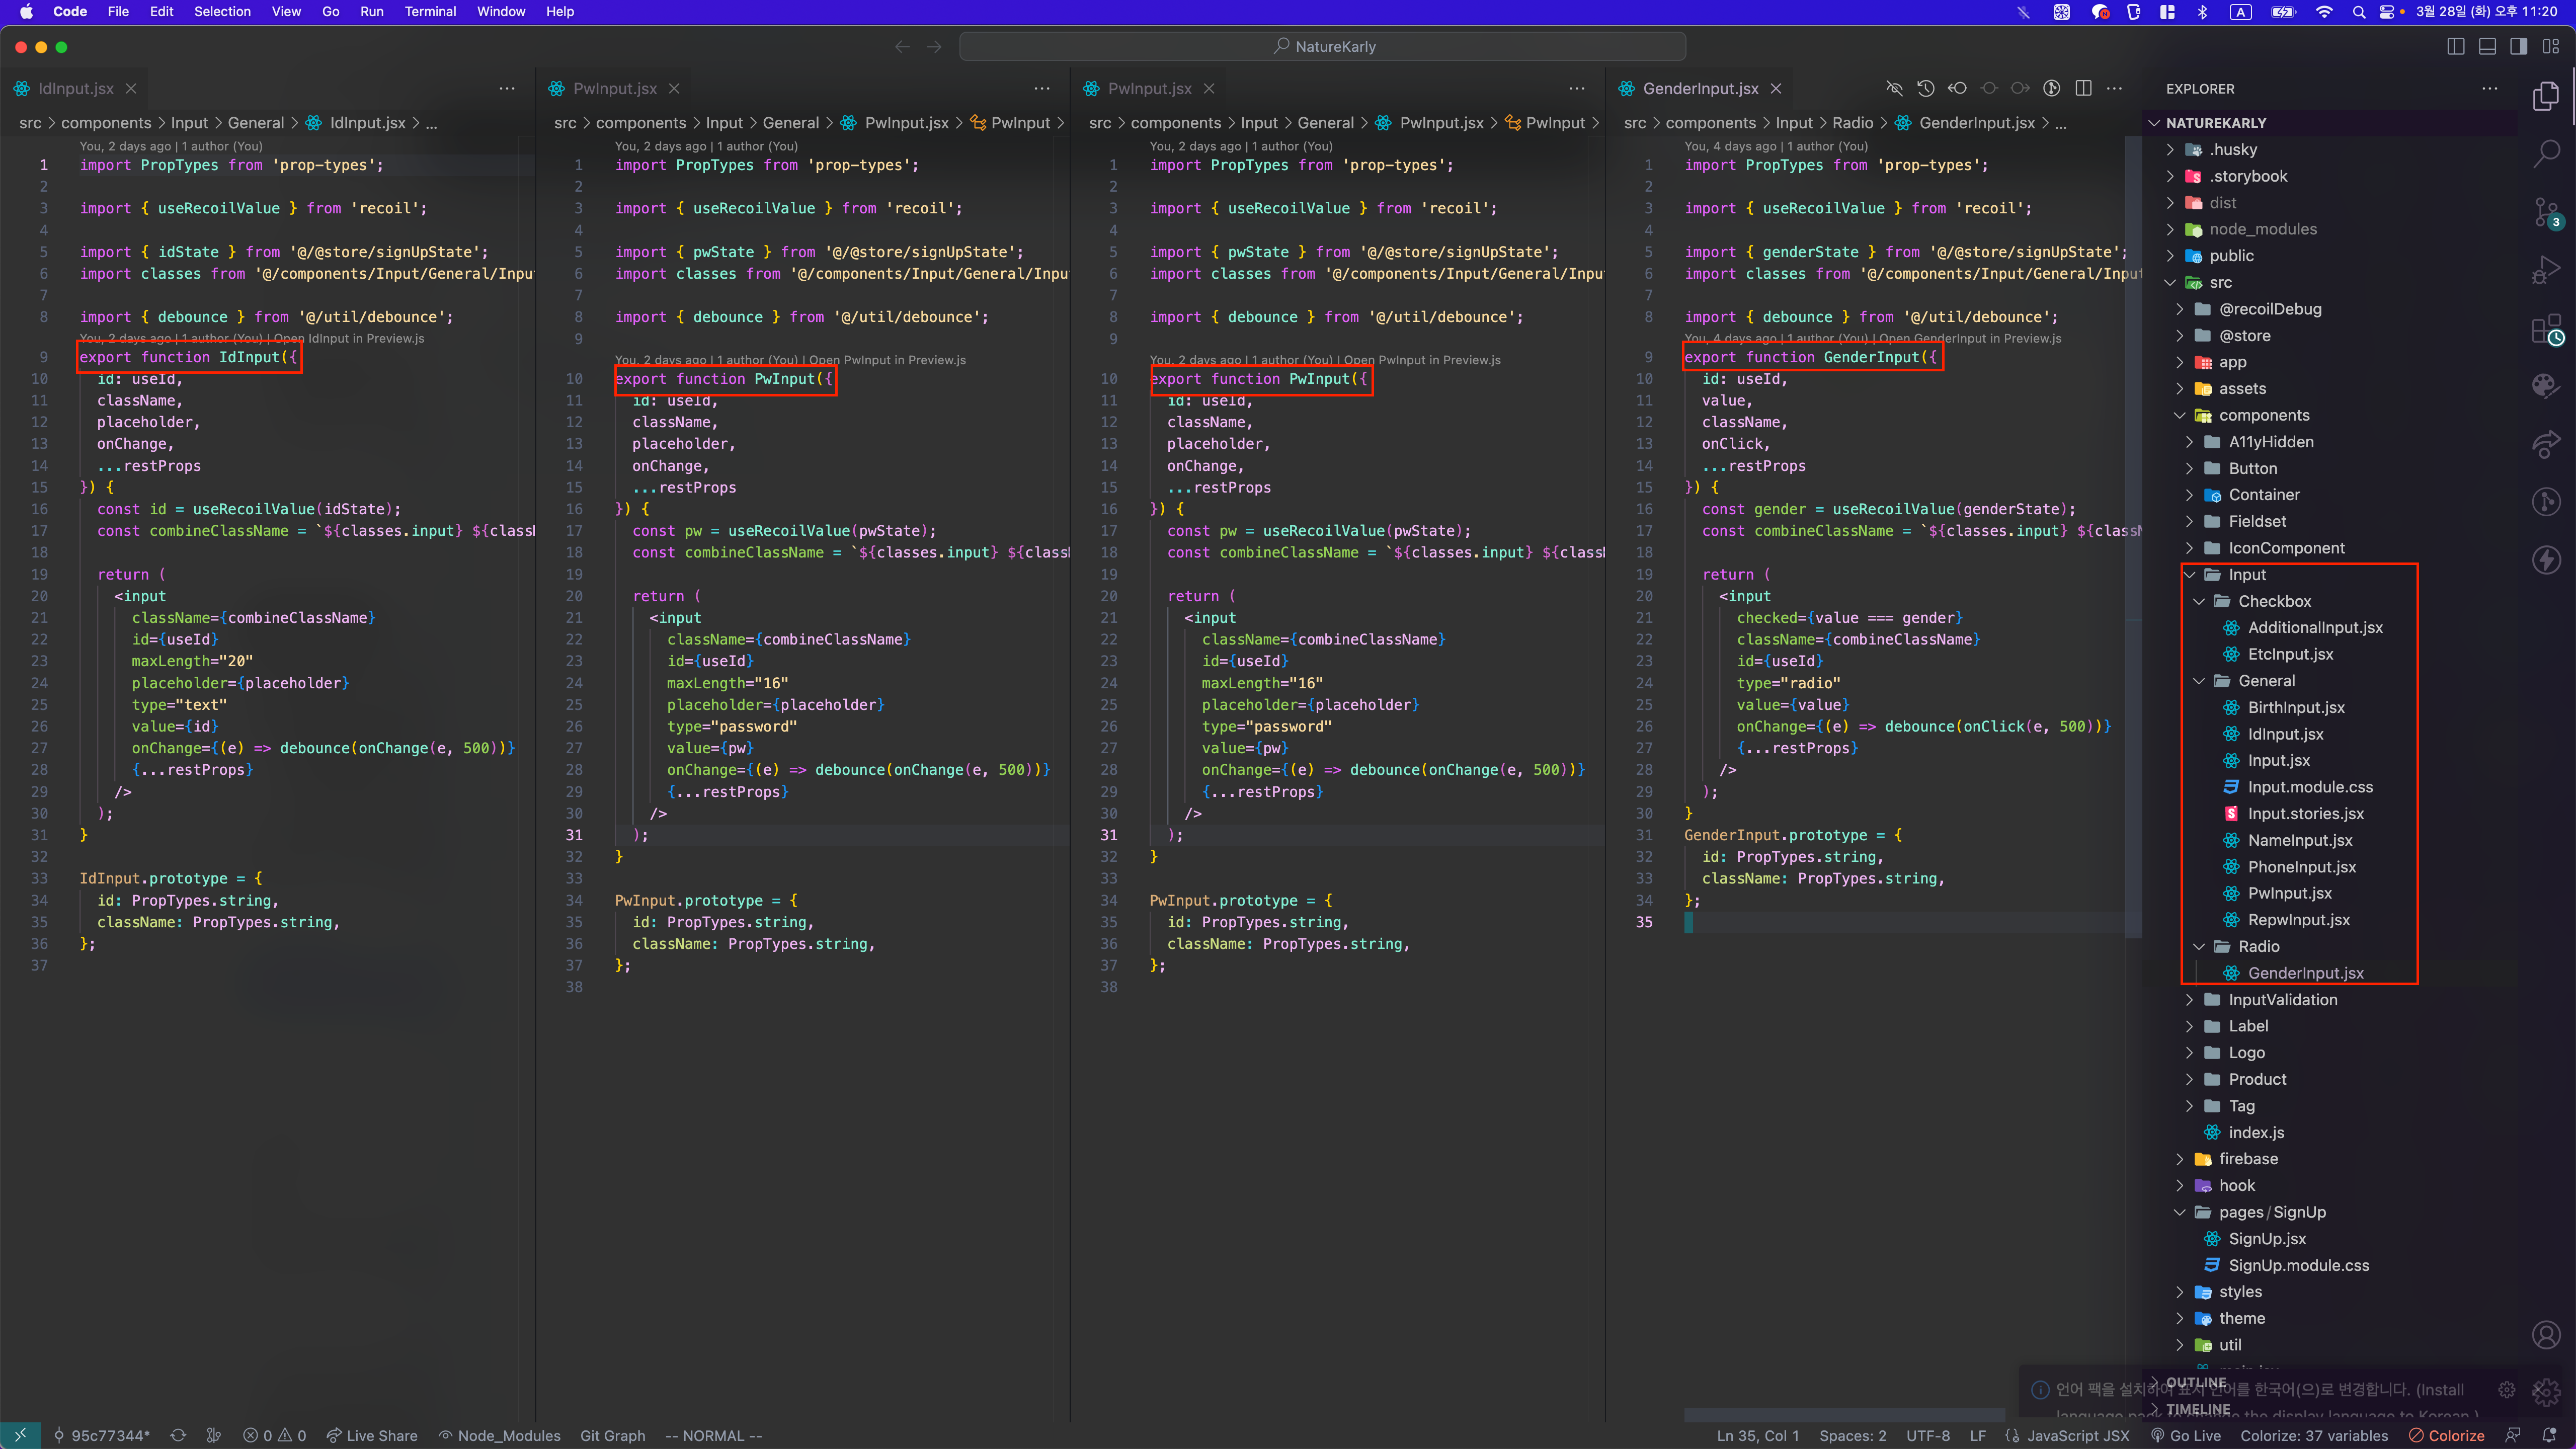 Code File Edit Selection View Go Run Terminal Window Help
A 3월 28일 (화) 오후 11:20
NatureKarly
IdInput.jsx
src > components > Input > General > IdInput.jsx > ...
You, 2 days ago | 1 author (You)
1 import PropTypes from 'prop-types';
2
3 import { useRecoilValue } from 'recoil';
4
5 import { idState } from '@/@store/signUpState';
6 import classes from '@/components/Input/General/Inpu
7
8 import { debounce } from '@/util/debounce';
You, 2 days ago | 1 author (You) | Open IdInput in Preview.js
9 export function IdInput({
10 id: useId,
11 className,
12 placeholder,
13 onChange,
14 ...restProps
15 }) {
16 const id = useRecoilValue(idState);
17 const combineClassName = `${classes.input} ${classN
18
19 return (
20 <input
21 className={combineClassName}
22 id={useId}
23 maxLength="20"
24 placeholder={placeholder}
25 type="text"
26 value={id}
27 onChange={(e) => debounce(onChange(e, 500))}
28 {...restProps}
29 />
30 );
31 }
32
33 IdInput.prototype = {
34 id: PropTypes.string,
35 className: PropTypes.string,
36 };
37
PwInput.jsx
src > components > Input > General > PwInput.jsx > PwInput >
You, 2 days ago | 1 author (You)
1 import PropTypes from 'prop-types';
2
3 import { useRecoilValue } from 'recoil';
4
5 import { pwState } from '@/@store/signUpState';
6 import classes from '@/components/Input/General/Inpu
7
8 import { debounce } from '@/util/debounce';
9
You, 2 days ago | 1 author (You) | Open PwInput in Preview.js
10 export function PwInput({
11 id: useId,
12 className,
13 placeholder,
14 onChange,
15 ...restProps
16 }) {
17 const pw = useRecoilValue(pwState);
18 const combineClassName = `${classes.input} ${classN
19
20 return (
21 <input
22 className={combineClassName}
23 id={useId}
24 maxLength="16"
25 placeholder={placeholder}
26 type="password"
27 value={pw}
28 onChange={(e) => debounce(onChange(e, 500))}
29 {...restProps}
30 />
31 );
32 }
33
34 PwInput.prototype = {
35 id: PropTypes.string,
36 className: PropTypes.string,
37 };
38
PwInput.jsx
src > components > Input > General > PwInput.jsx > PwInput >
You, 2 days ago | 1 author (You)
1 import PropTypes from 'prop-types';
2
3 import { useRecoilValue } from 'recoil';
4
5 import { pwState } from '@/@store/signUpState';
6 import classes from '@/components/Input/General/Inpu
7
8 import { debounce } from '@/util/debounce';
9
You, 2 days ago | 1 author (You) | Open PwInput in Preview.js
10 export function PwInput({
11 id: useId,
12 className,
13 placeholder,
14 onChange,
15 ...restProps
16 }) {
17 const pw = useRecoilValue(pwState);
18 const combineClassName = `${classes.input} ${classN
19
20 return (
21 <input
22 className={combineClassName}
23 id={useId}
24 maxLength="16"
25 placeholder={placeholder}
26 type="password"
27 value={pw}
28 onChange={(e) => debounce(onChange(e, 500))}
29 {...restProps}
30 />
31 );
32 }
33
34 PwInput.prototype = {
35 id: PropTypes.string,
36 className: PropTypes.string,
37 };
38
GenderInput.jsx
src > components > Input > Radio > GenderInput.jsx > ...
You, 4 days ago | 1 author (You)
1 import PropTypes from 'prop-types';
2
3 import { useRecoilValue } from 'recoil';
4
5 import { genderState } from '@/@store/signUpState';
6 import classes from '@/components/Input/General/Input
7
8 import { debounce } from '@/util/debounce';
You, 4 days ago | 1 author (You) | Open GenderInput in Preview.js
9 export function GenderInput({
10 id: useId,
11 value,
12 className,
13 onClick,
14 ...restProps
15 }) {
16 const gender = useRecoilValue(genderState);
17 const combineClassName = `${classes.input} ${classN
18
19 return (
20 <input
21 checked={value === gender}
22 className={combineClassName}
23 id={useId}
24 type="radio"
25 value={value}
26 onChange={(e) => debounce(onClick(e, 500))}
27 {...restProps}
28 />
29 );
30 }
31 GenderInput.prototype = {
32 id: PropTypes.string,
33 className: PropTypes.string,
34 };
35
EXPLORER
NATUREKARLY
.husky
.storybook
dist
node_modules
public
src
@recoilDebug
@store
app
assets
components
A11yHidden
Button
Container
Fieldset
IconComponent
Input
Checkbox
AdditionalInput.jsx
EtcInput.jsx
General
BirthInput.jsx
IdInput.jsx
Input.jsx
Input.module.css
Input.stories.jsx
NameInput.jsx
PhoneInput.jsx
PwInput.jsx
RepwInput.jsx
Radio
GenderInput.jsx
InputValidation
Label
Logo
Product
Tag
index.js
firebase
hook
pages / SignUp
SignUp.jsx
SignUp.module.css
styles
theme
util
OUTLINE
TIMELINE
3
언어 팩을 설치하여 표시 언어를 한국어(으)로 변경합니다. (Install
language pack to change the display language to Korean.)
95c77344* 0 0 Live Share Node_Modules Git Graph -- NORMAL --
Ln 35, Col 1 Spaces: 2 UTF-8 LF JavaScript JSX Go Live Colorize: 37 variables Colorize